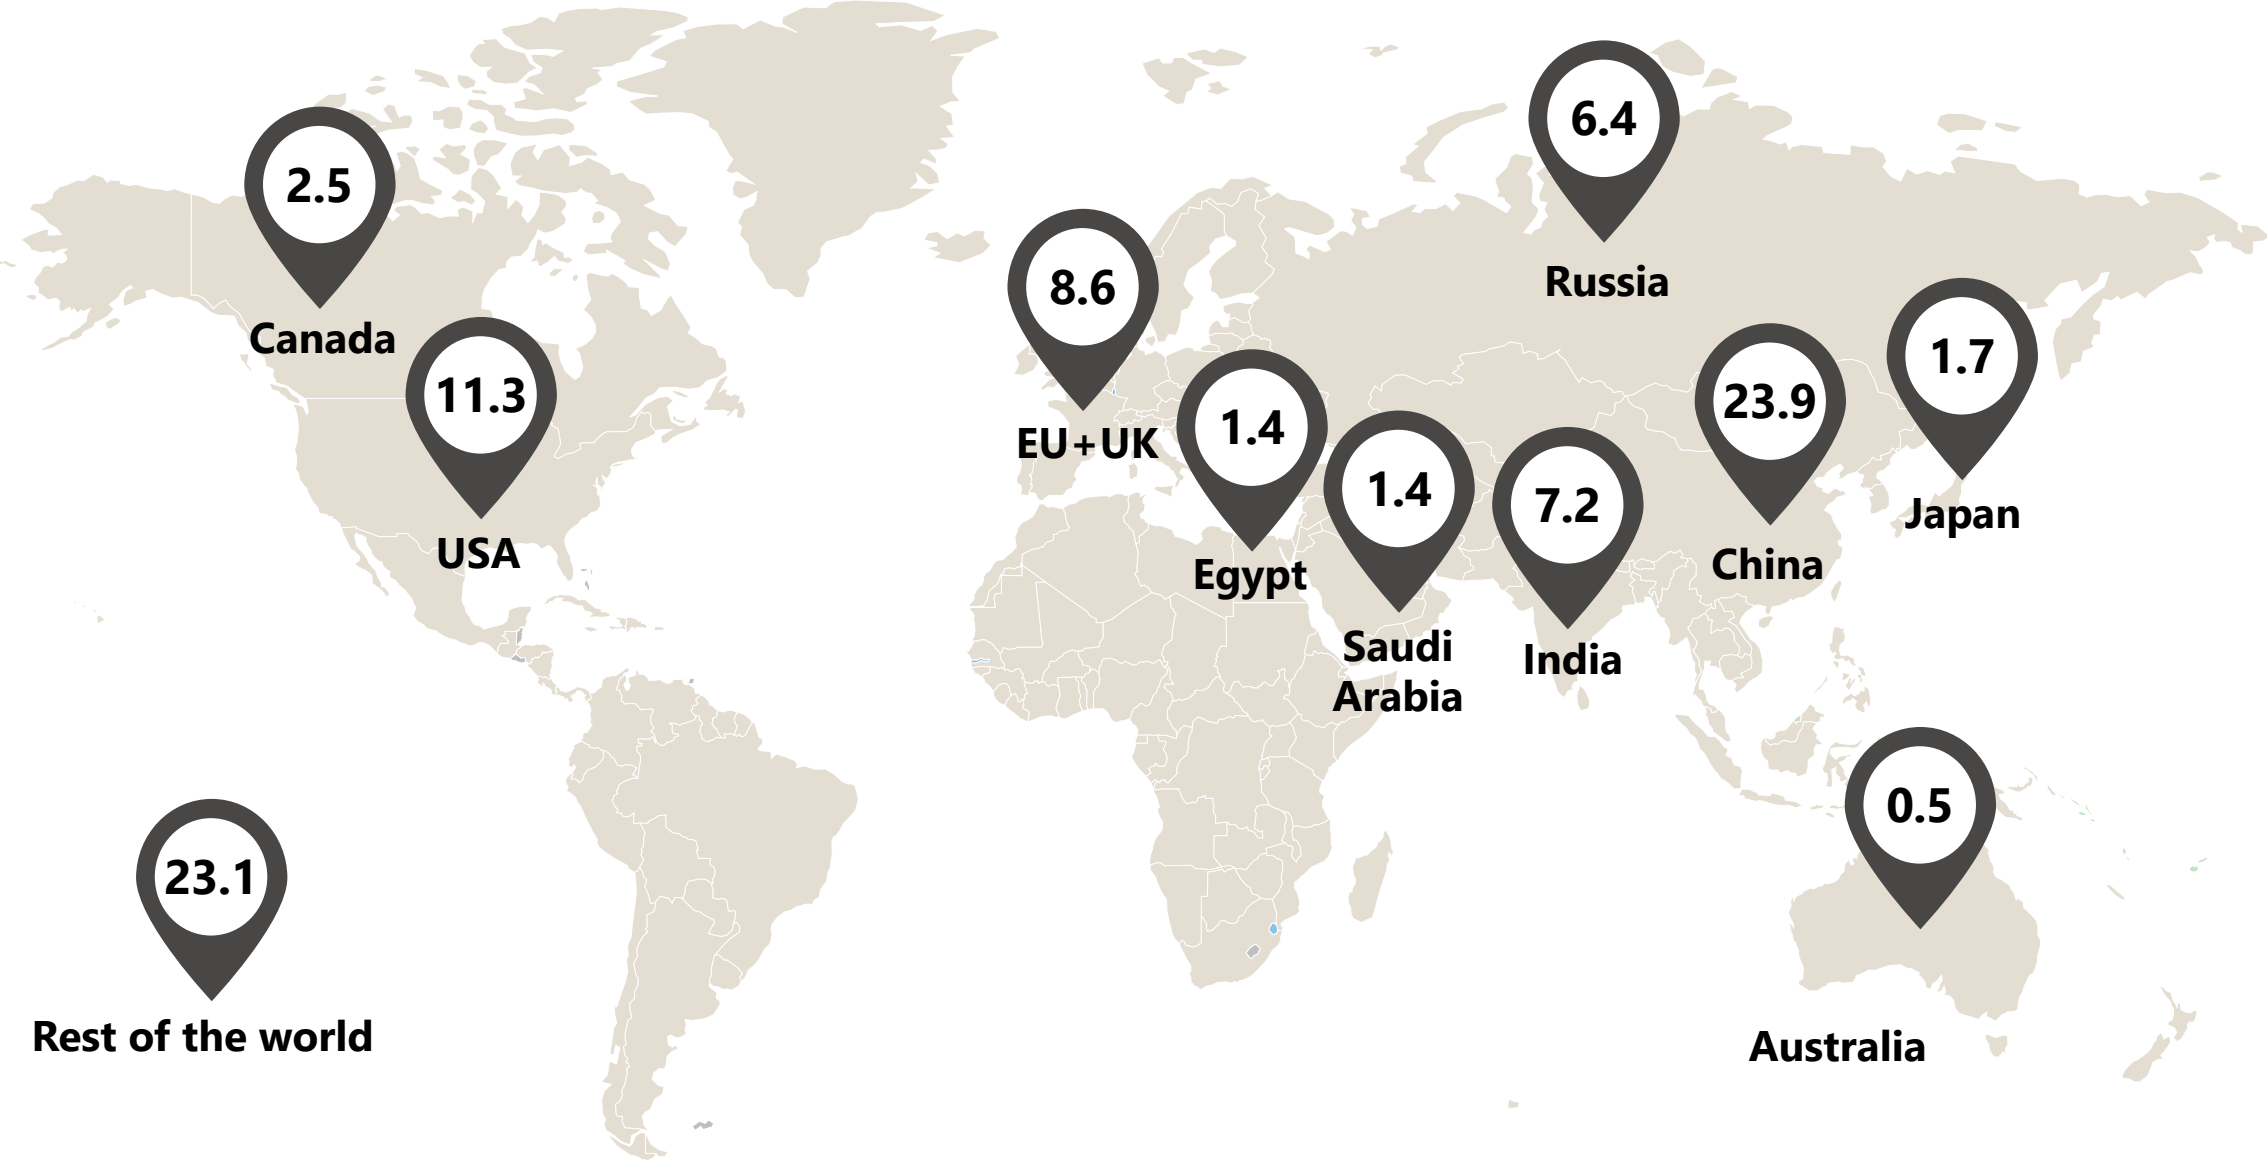 6.4
Russia
2.5
Canada
8.6
EU+UK
11.3
USA
1.7
Japan
23.9
China
1.4
Egypt
1.4
Saudi
Arabia
7.2
India
0.5
Australia
23.1
Rest of the world